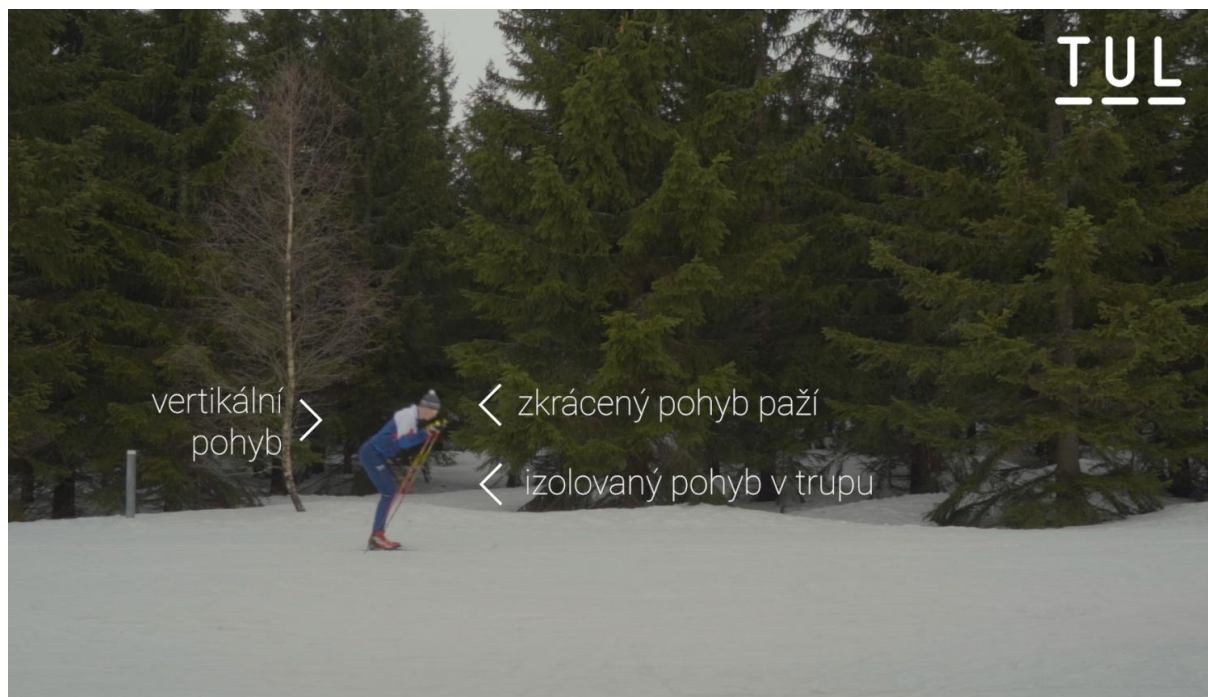 TUL
vertikální
pohyb
zkrácený pohyb paží
izolovaný pohyb v trupu